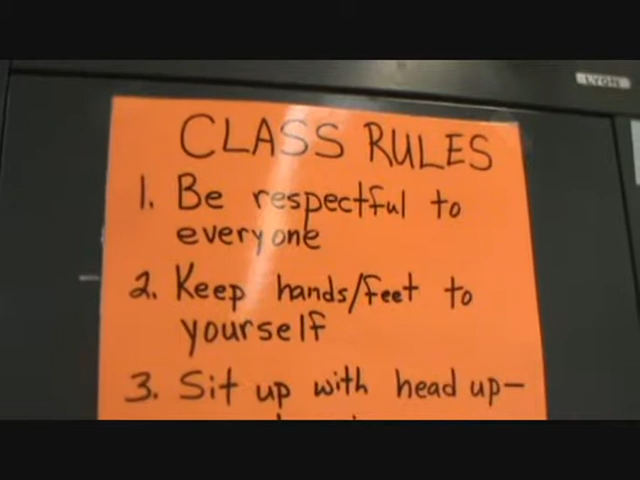 LYON
CLASS RULES
1. Be respectful to
everyone
2. Keep hands/feet to
yourself
3. Sit up with head up-